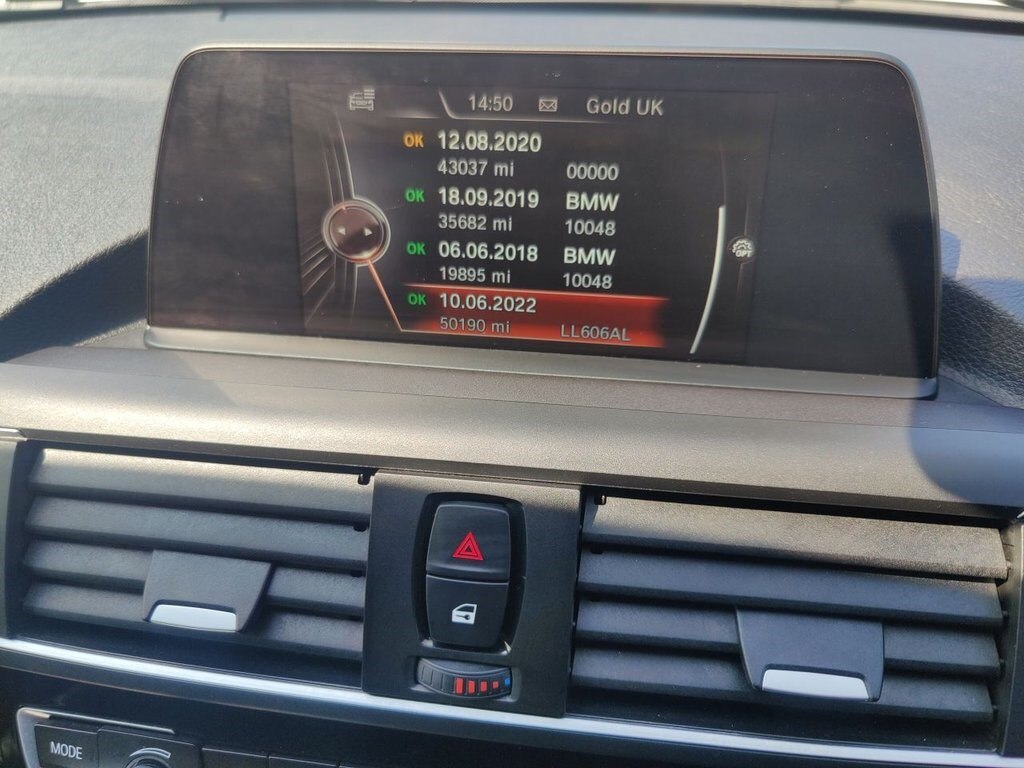 14:50 Gold UK
OK 12.08.2020
43037 mi 00000
OK 18.09.2019 BMW
35682 mi 10048
OK 06.06.2018 BMW
19895 mi 10048
OPT
OK 10.06.2022
50190 mi LL606AL
MODE